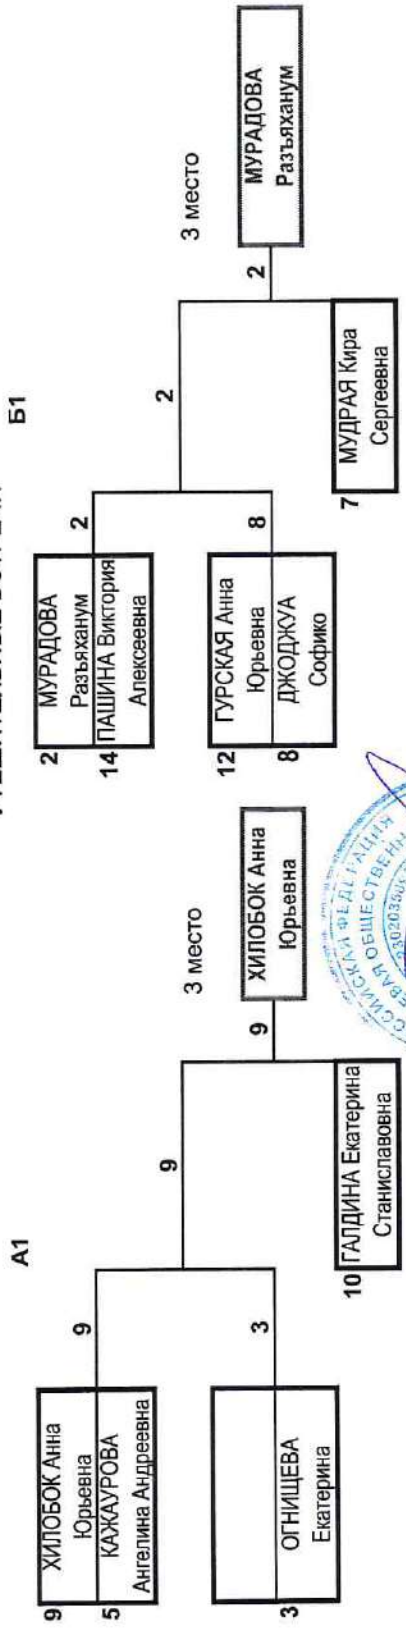 А1
9 ХИЛОБОК Анна
Юрьевна
5 КАЖАУРОВА
Ангелина Андреевна
9
3 ОГНИЩЕВА
Екатерина
3
9
10 ГАЛДИНА Екатерина
Станиславовна
9
3 место
ХИЛОБОК Анна
Юрьевна
Б1
2 МУРАДОВА
Разъяханум
14 ПАШИНА Виктория
Алексеевна
2
12 ГУРСКАЯ Анна
Юрьевна
8 ДЖОДЖУА
Софико
8
2
7 МУДРАЯ Кира
Сергеевна
2
3 место
МУРАДОВА
Разъяханум